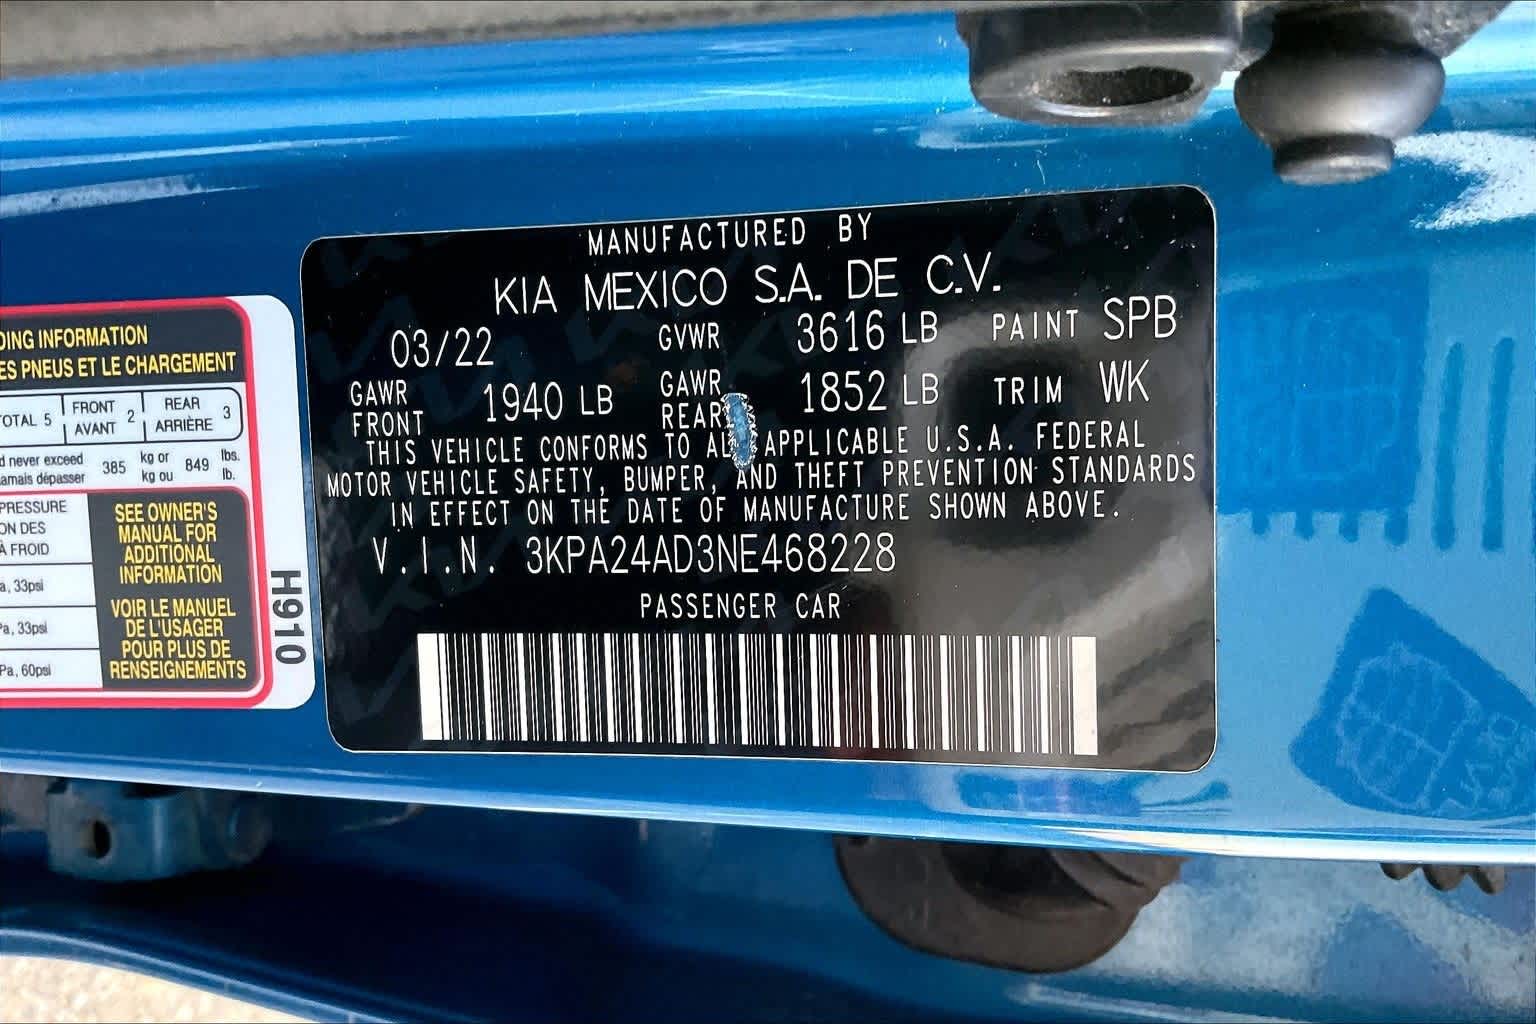 DING INFORMATION
ES PNEUS ET LE CHARGEMENT
TOTAL 5 FRONT AVANT 2 REAR ARRIÈRE 3
d never exceed
jamais dépasser 385 kg or kg ou 849 lbs. lb.
PRESSURE
ON DES
À FROID
a, 33psi
Pa, 33psi
Pa, 60psi
SEE OWNER'S
MANUAL FOR
ADDITIONAL
INFORMATION
VOIR LE MANUEL
DE L'USAGER
POUR PLUS DE
RENSEIGNEMENTS
H910
MANUFACTURED BY
KIA MEXICO S.A. DE C.V.
03/22 GVWR 3616 LB PAINT SPB
GAWR FRONT 1940 LB GAWR REAR 1852 LB TRIM WK
THIS VEHICLE CONFORMS TO AL APPLICABLE U.S.A. FEDERAL
MOTOR VEHICLE SAFETY, BUMPER, AND THEFT PREVENTION STANDARDS
IN EFFECT ON THE DATE OF MANUFACTURE SHOWN ABOVE.
V.I.N. 3KPA24AD3NE468228
PASSENGER CAR